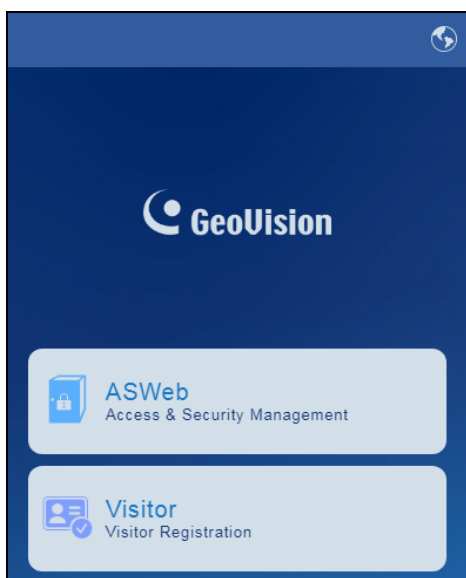 GeoVision
ASWeb
Access & Security Management
Visitor
Visitor Registration